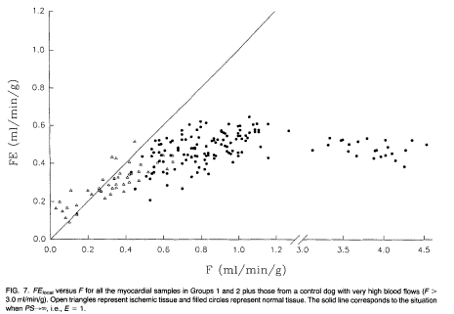 1.2
1.0
0.8
0.6
0.4
0.2
0.0
FE (ml/min/g)
0.0 0.2 0.4 0.6 0.8 1.0 1.2 3.0 3.5 4.0 4.5
F (ml/min/g)
FIG. 7. FElocal versus F for all the myocardial samples in Groups 1 and 2 plus those from a control dog with very high blood flows (F >
3.0 ml/min/g). Open triangles represent ischemic tissue and filled circles represent normal tissue. The solid line corresponds to the situation
when PS→∞, i.e., E = 1.